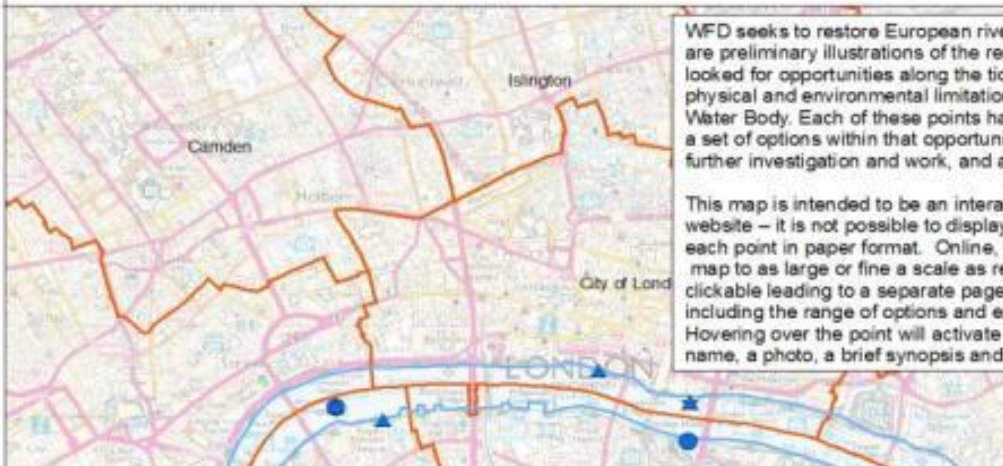 Islington
Camden
Holborn
City of Lond
LONDON
WFD seeks to restore European rive
are preliminary illustrations of the re
looked for opportunities along the tid
physical and environmental limitatio
Water Body. Each of these points ha
a set of options within that opportuni
further investigation and work, and a
This map is intended to be an intera
website – it is not possible to display
each point in paper format. Online,
map to as large or fine a scale as re
clickable leading to a separate page
including the range of options and e
Hovering over the point will activate
name, a photo, a brief synopsis and